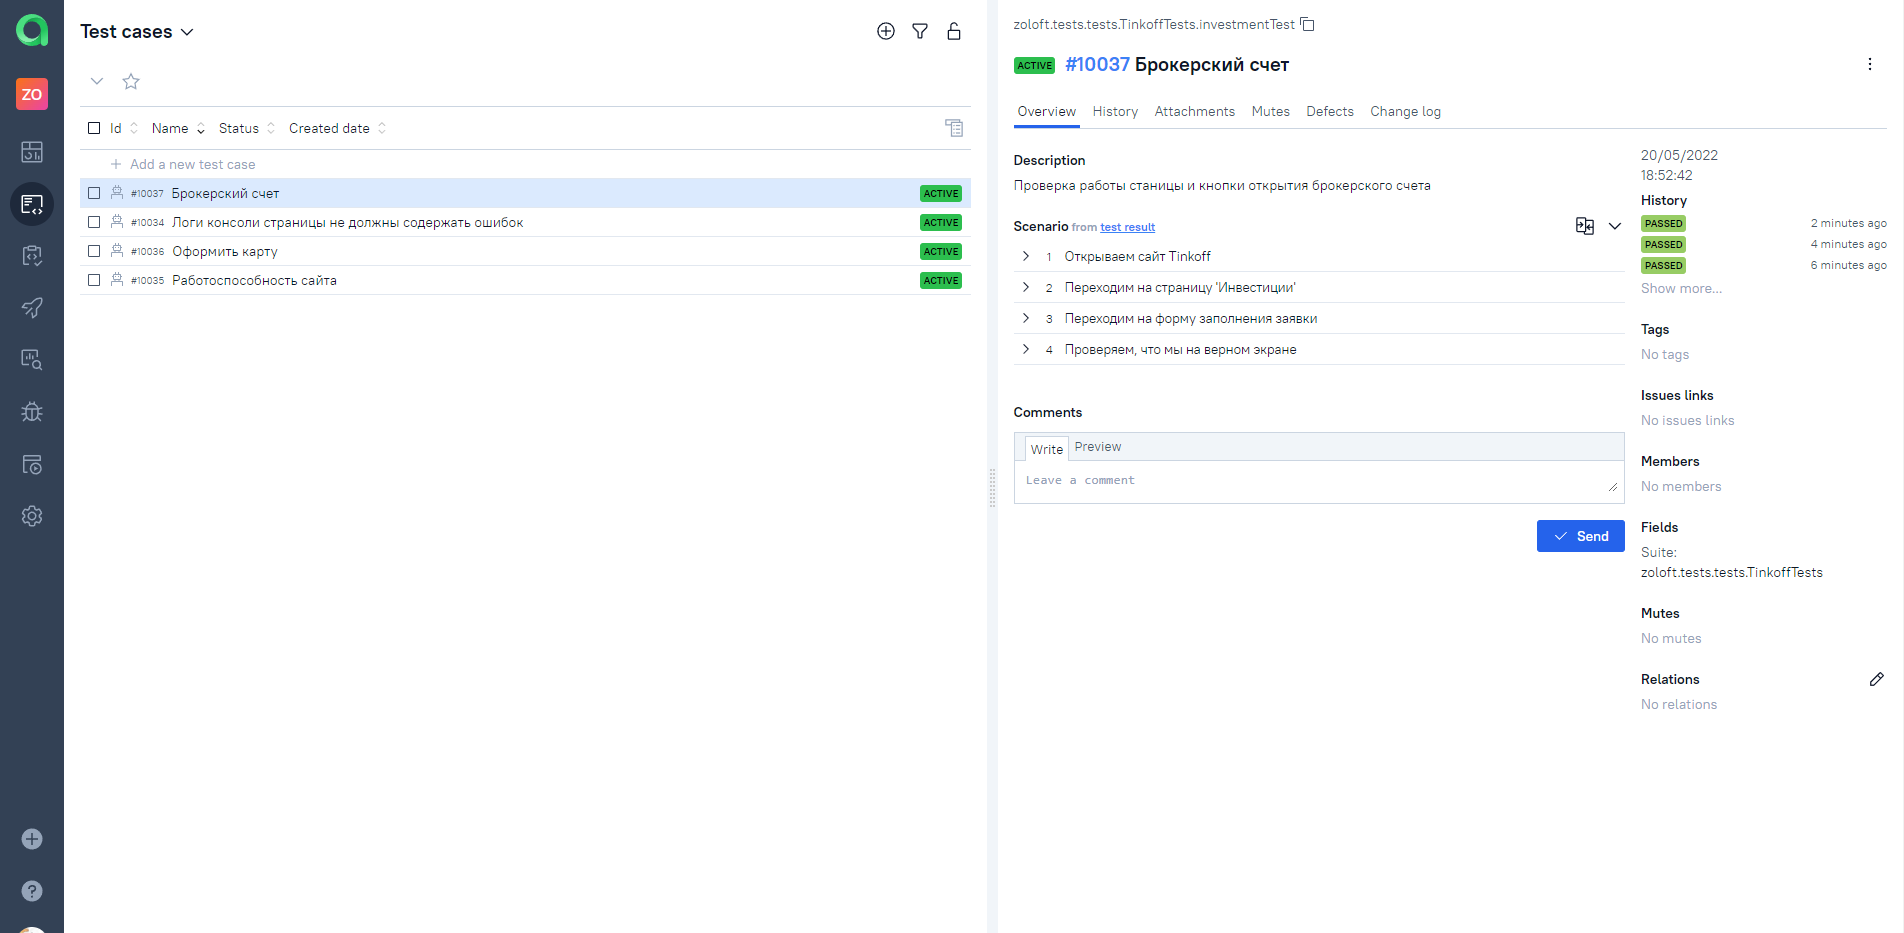 Test cases
ZO
Id Name Status Created date
Add a new test case
#10037 Брокерский счет ACTIVE
#10034 Логи консоли страницы не должны содержать ошибок ACTIVE
#10036 Оформить карту ACTIVE
#10035 Работоспособность сайта ACTIVE
zoloft.tests.tests.TinkoffTests.investmentTest
ACTIVE #10037 Брокерский счет
Overview History Attachments Mutes Defects Change log
Description
Проверка работы станицы и кнопки открытия брокерского счета
Scenario from test result
1 Открываем сайт Tinkoff
2 Переходим на страницу 'Инвестиции'
3 Переходим на форму заполнения заявки
4 Проверяем, что мы на верном экране
Comments
Write Preview
Leave a comment
Send
20/05/2022
18:52:42
History
PASSED 2 minutes ago
PASSED 4 minutes ago
PASSED 6 minutes ago
Show more...
Tags
No tags
Issues links
No issues links
Members
No members
Fields
Suite:
zoloft.tests.tests.TinkoffTests
Mutes
No mutes
Relations
No relations